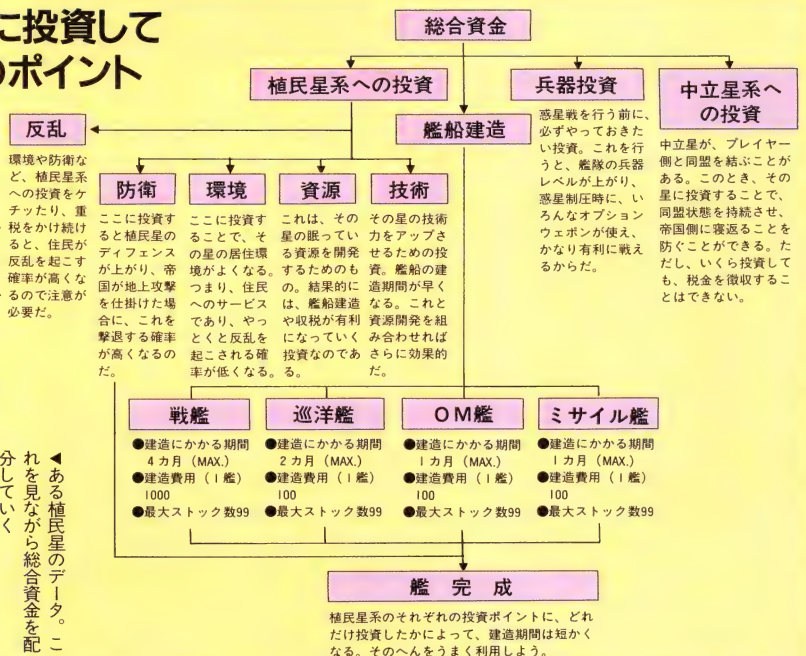 に投資して
のポイント
総合資金
植民星系への投資
兵器投資
惑星戦を行う前に、
必ずやっておきた
い投資。これを行
うと、艦隊の兵器
レベルが上がり、
惑星制圧時に、い
ろんなオプション
ウェポンが使え、
かなり有利に戦え
るからだ。
中立星系へ
の投資
中立星が、プレイヤー
側と同盟を結ぶことが
ある。このとき、その
星に投資することで、
同盟状態を持続させ、
帝国側に寝返ることを
防ぐことができる。た
だし、いくら投資して
も、税金を徴収するこ
とはできない。
艦船建造
反乱
環境や防衛な
ど、植民星系
への投資をケ
チッたり、重
税をかけ続け
ると、住民が
反乱を起こす
確率が高くな
るので注意が
必要だ。
防衛
ここに投資す
ると植民星の
ディフェンス
が上がり、帝
国が地上攻撃
を仕掛けた場
合に、これを
撃退する確率
が高くなるの
だ。
環境
ここに投資す
ることで、そ
の星の居住環
境がよくなる。
つまり、住民
へのサービス
であり、やっ
とくと反乱を
起こされる確
率が低くなる。
資源
これは、その
星の眠ってい
る資源を開発
するためのも
の。結果的に
は、艦船建造
や収税が有利
になっていく
投資なのであ
る。
技術
その星の技術
力をアップさ
せるための投
資。艦船の建
造期間が早く
なる。これと
資源開発を組
み合わせれば
さらに効果的
だ。
戦艦
●建造にかかる期間
4カ月（MAX.）
●建造費用（1艦）
1000
●最大ストック数99
巡洋艦
●建造にかかる期間
2カ月（MAX.）
●建造費用（1艦）
100
●最大ストック数99
OM艦
●建造にかかる期間
1カ月（MAX.）
●建造費用（1艦）
100
●最大ストック数99
ミサイル艦
●建造にかかる期間
1カ月（MAX.）
●建造費用（1艦）
100
●最大ストック数99
艦完成
植民星系のそれぞれの投資ポイントに、どれ
だけ投資したかによって、建造期間は短かく
なる。そのへんをうまく利用しよう。
◀ある植民星のデータ。こ
れを見ながら総合資金を配
分していく